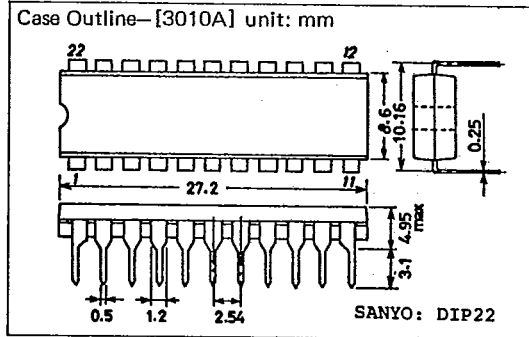 Case Outline—[3010A] unit: mm
22 12
8.6
10.16
0.25
1 11
27.2
4.95
max
3.1
0.5 1.2 2.54
SANYO: DIP22